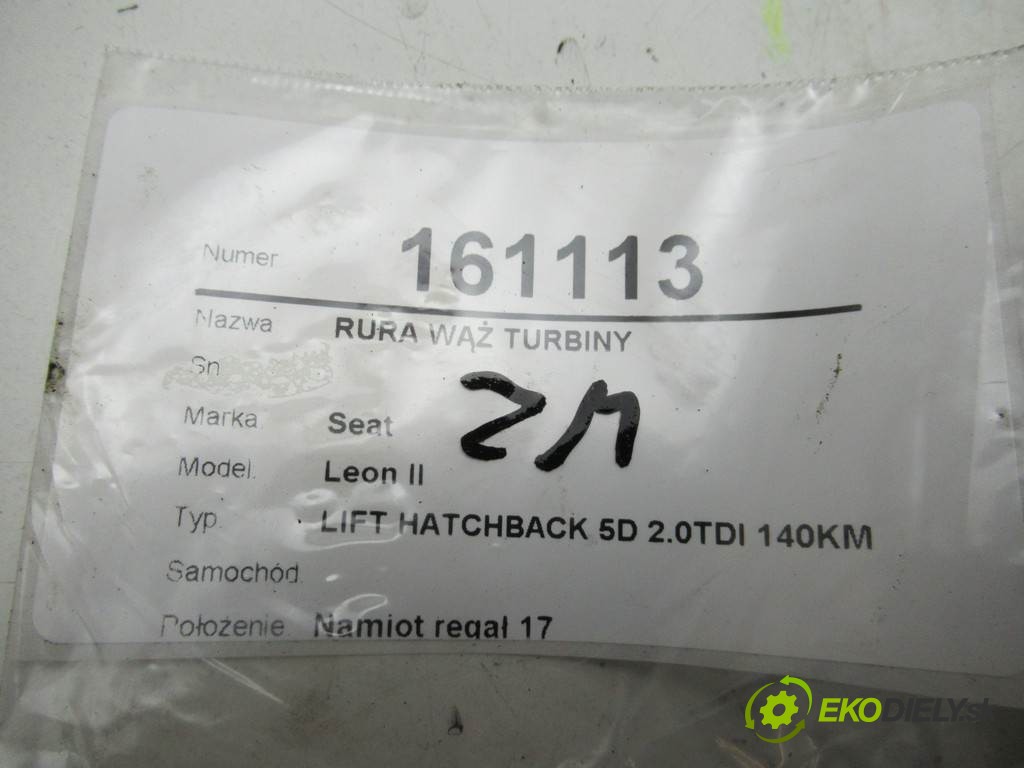 Numer 161113
Nazwa RURA WĄŻ TURBINY
Sn
Marka Seat
Model Leon II
Typ. LIFT HATCHBACK 5D 2.0TDI 140KM
Samochód
Położenie Namiot regał 17
EKODIELY.sk